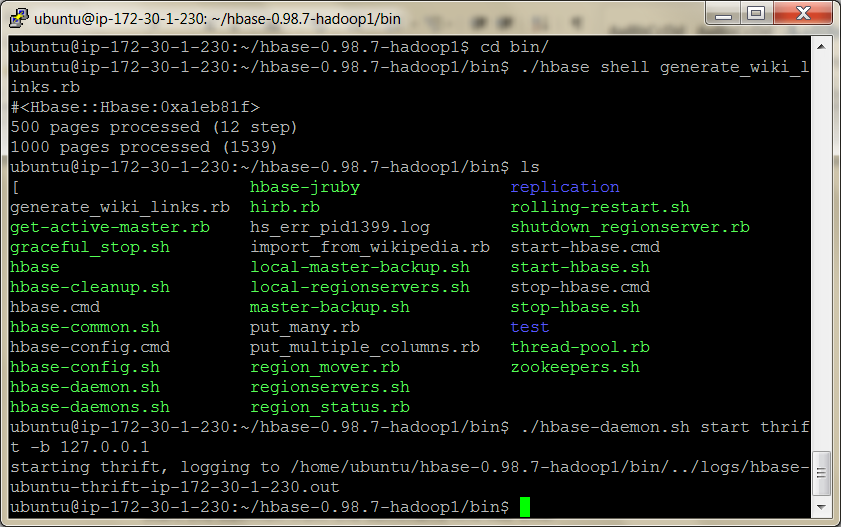 ubuntu@ip-172-30-1-230: ~/hbase-0.98.7-hadoop1/bin
ubuntu@ip-172-30-1-230:~/hbase-0.98.7-hadoop1$ cd bin/
ubuntu@ip-172-30-1-230:~/hbase-0.98.7-hadoop1/bin$ ./hbase shell generate_wiki_l
inks.rb
#<Hbase::Hbase:0xa1eb81f>
500 pages processed (12 step)
1000 pages processed (1539)
ubuntu@ip-172-30-1-230:~/hbase-0.98.7-hadoop1/bin$ ls
[ hbase-jruby replication
generate_wiki_links.rb hirb.rb rolling-restart.sh
get-active-master.rb hs_err_pid1399.log shutdown_regionserver.rb
graceful_stop.sh import_from_wikipedia.rb start-hbase.cmd
hbase local-master-backup.sh start-hbase.sh
hbase-cleanup.sh local-regionservers.sh stop-hbase.cmd
hbase.cmd master-backup.sh stop-hbase.sh
hbase-common.sh put_many.rb test
hbase-config.cmd put_multiple_columns.rb thread-pool.rb
hbase-config.sh region_mover.rb zookeepers.sh
hbase-daemon.sh regionservers.sh
hbase-daemons.sh region_status.rb
ubuntu@ip-172-30-1-230:~/hbase-0.98.7-hadoop1/bin$ ./hbase-daemon.sh start thrif
t -b 127.0.0.1
starting thrift, logging to /home/ubuntu/hbase-0.98.7-hadoop1/bin/../logs/hbase-
ubuntu-thrift-ip-172-30-1-230.out
ubuntu@ip-172-30-1-230:~/hbase-0.98.7-hadoop1/bin$